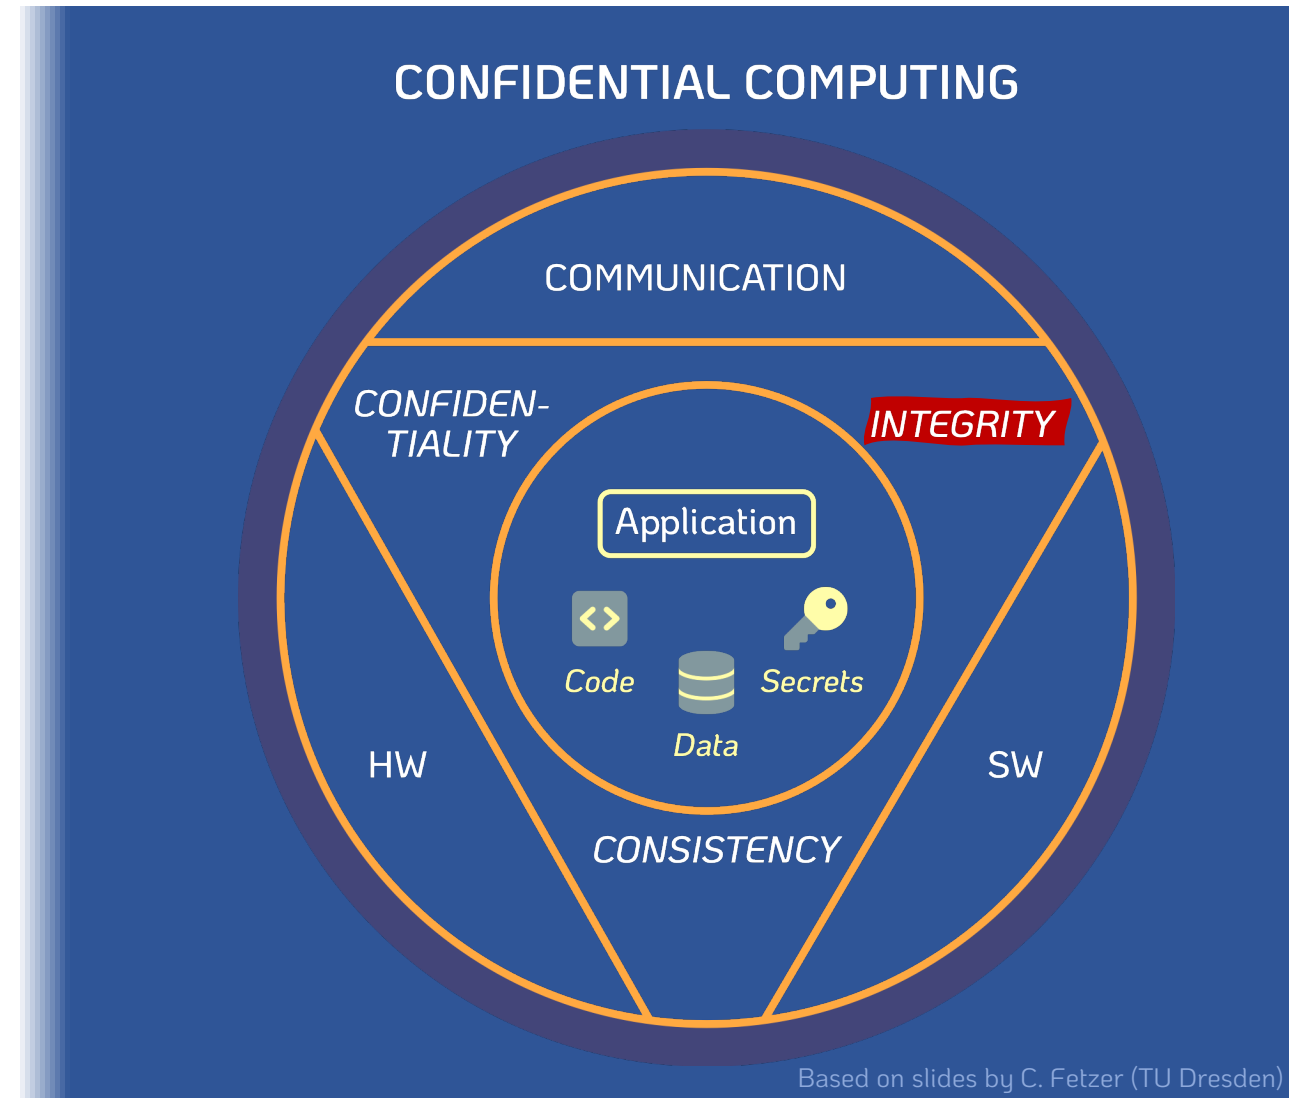 CONFIDENTIAL COMPUTING
COMMUNICATION
CONFIDEN-
TIALITY
INTEGRITY
Application
Code
Secrets
Data
HW
SW
CONSISTENCY
Based on slides by C. Fetzer (TU Dresden)